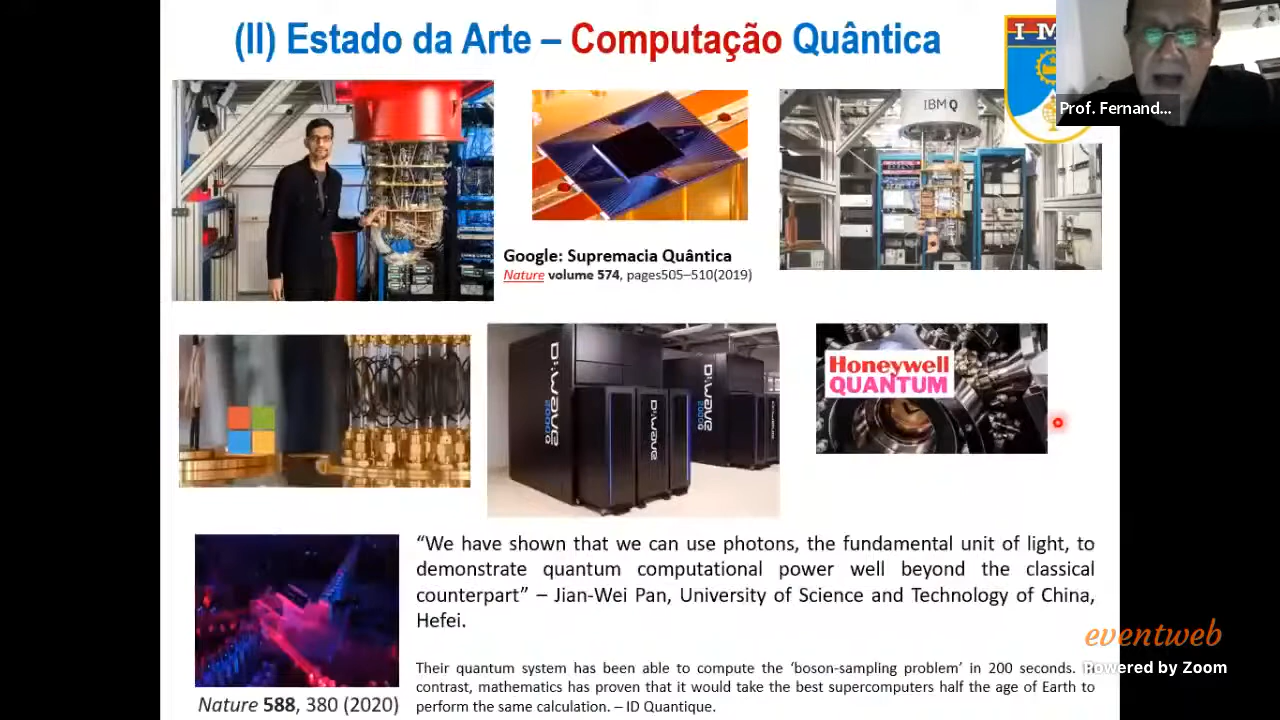 (II) Estado da Arte – Computação Quântica
I M
Prof. Fernand...
IBM Q
Google: Supremacia Quântica
Nature volume 574, pages505–510(2019)
D:wave
2000Q
D:wave
D:wave
2000Q
Honeywell
QUANTUM
“We have shown that we can use photons, the fundamental unit of light, to
demonstrate quantum computational power well beyond the classical
counterpart” – Jian-Wei Pan, University of Science and Technology of China,
Hefei.
eventweb
Powered by Zoom
Their quantum system has been able to compute the ‘boson-sampling problem’ in 200 seconds.
contrast, mathematics has proven that it would take the best supercomputers half the age of Earth to
perform the same calculation. – ID Quantique.
Nature 588, 380 (2020)